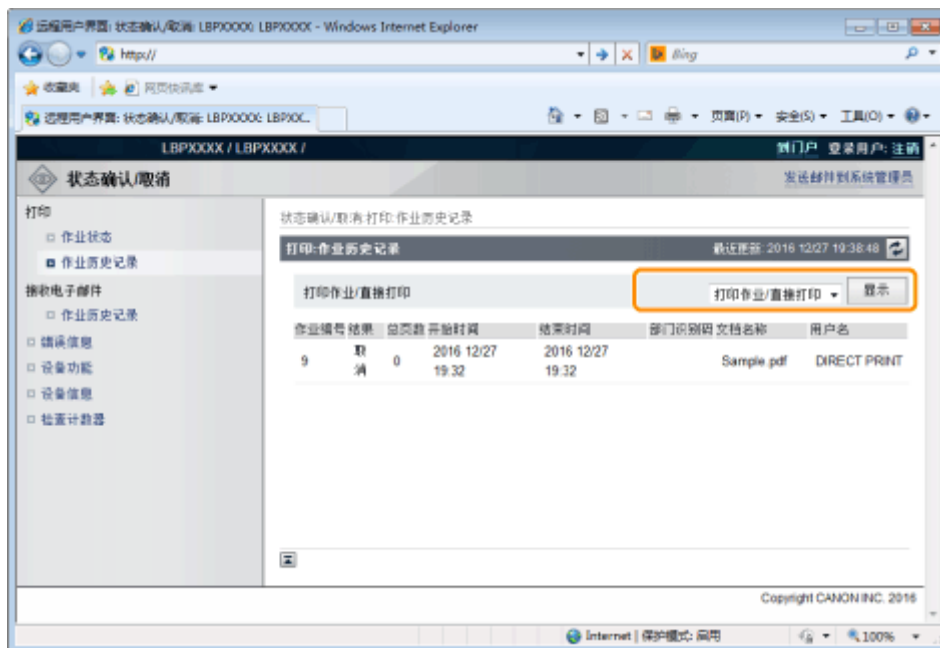 远程用户界面: 状态确认/取消: LBPXXXX: LBPXXXX - Windows Internet Explorer
http://
Bing
收藏夹 网页快讯库
远程用户界面: 状态确认/取消: LBPXXXX: LBPXX...
页面(P) 安全(S) 工具(O)
LBPXXXX / LBPXXXX /
到门户 登录用户: 注销
状态确认/取消
发送邮件到系统管理员
打印
作业状态
作业历史记录
接收电子邮件
作业历史记录
错误信息
设备功能
设备信息
检查计数器
状态确认/取消:打印:作业历史记录
打印:作业历史记录
最近更新: 2016 12/27 19:38:48
打印作业/直接打印
打印作业/直接打印 显示
作业编号 结果 总页数 开始时间 结束时间 部门识别码 文档名称 用户名
9 取消 0 2016 12/27 19:32 2016 12/27 19:32 Sample.pdf DIRECT PRINT
Copyright CANON INC. 2016
Internet | 保护模式: 启用
100%